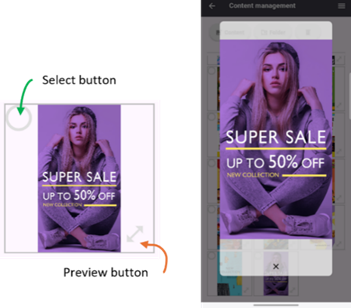 Select button
SUPER SALE
UP TO 50% OFF
NEW COLLECTION
Preview button
Content management
SUPER SALE
UP TO 50% OFF
NEW COLLECTION